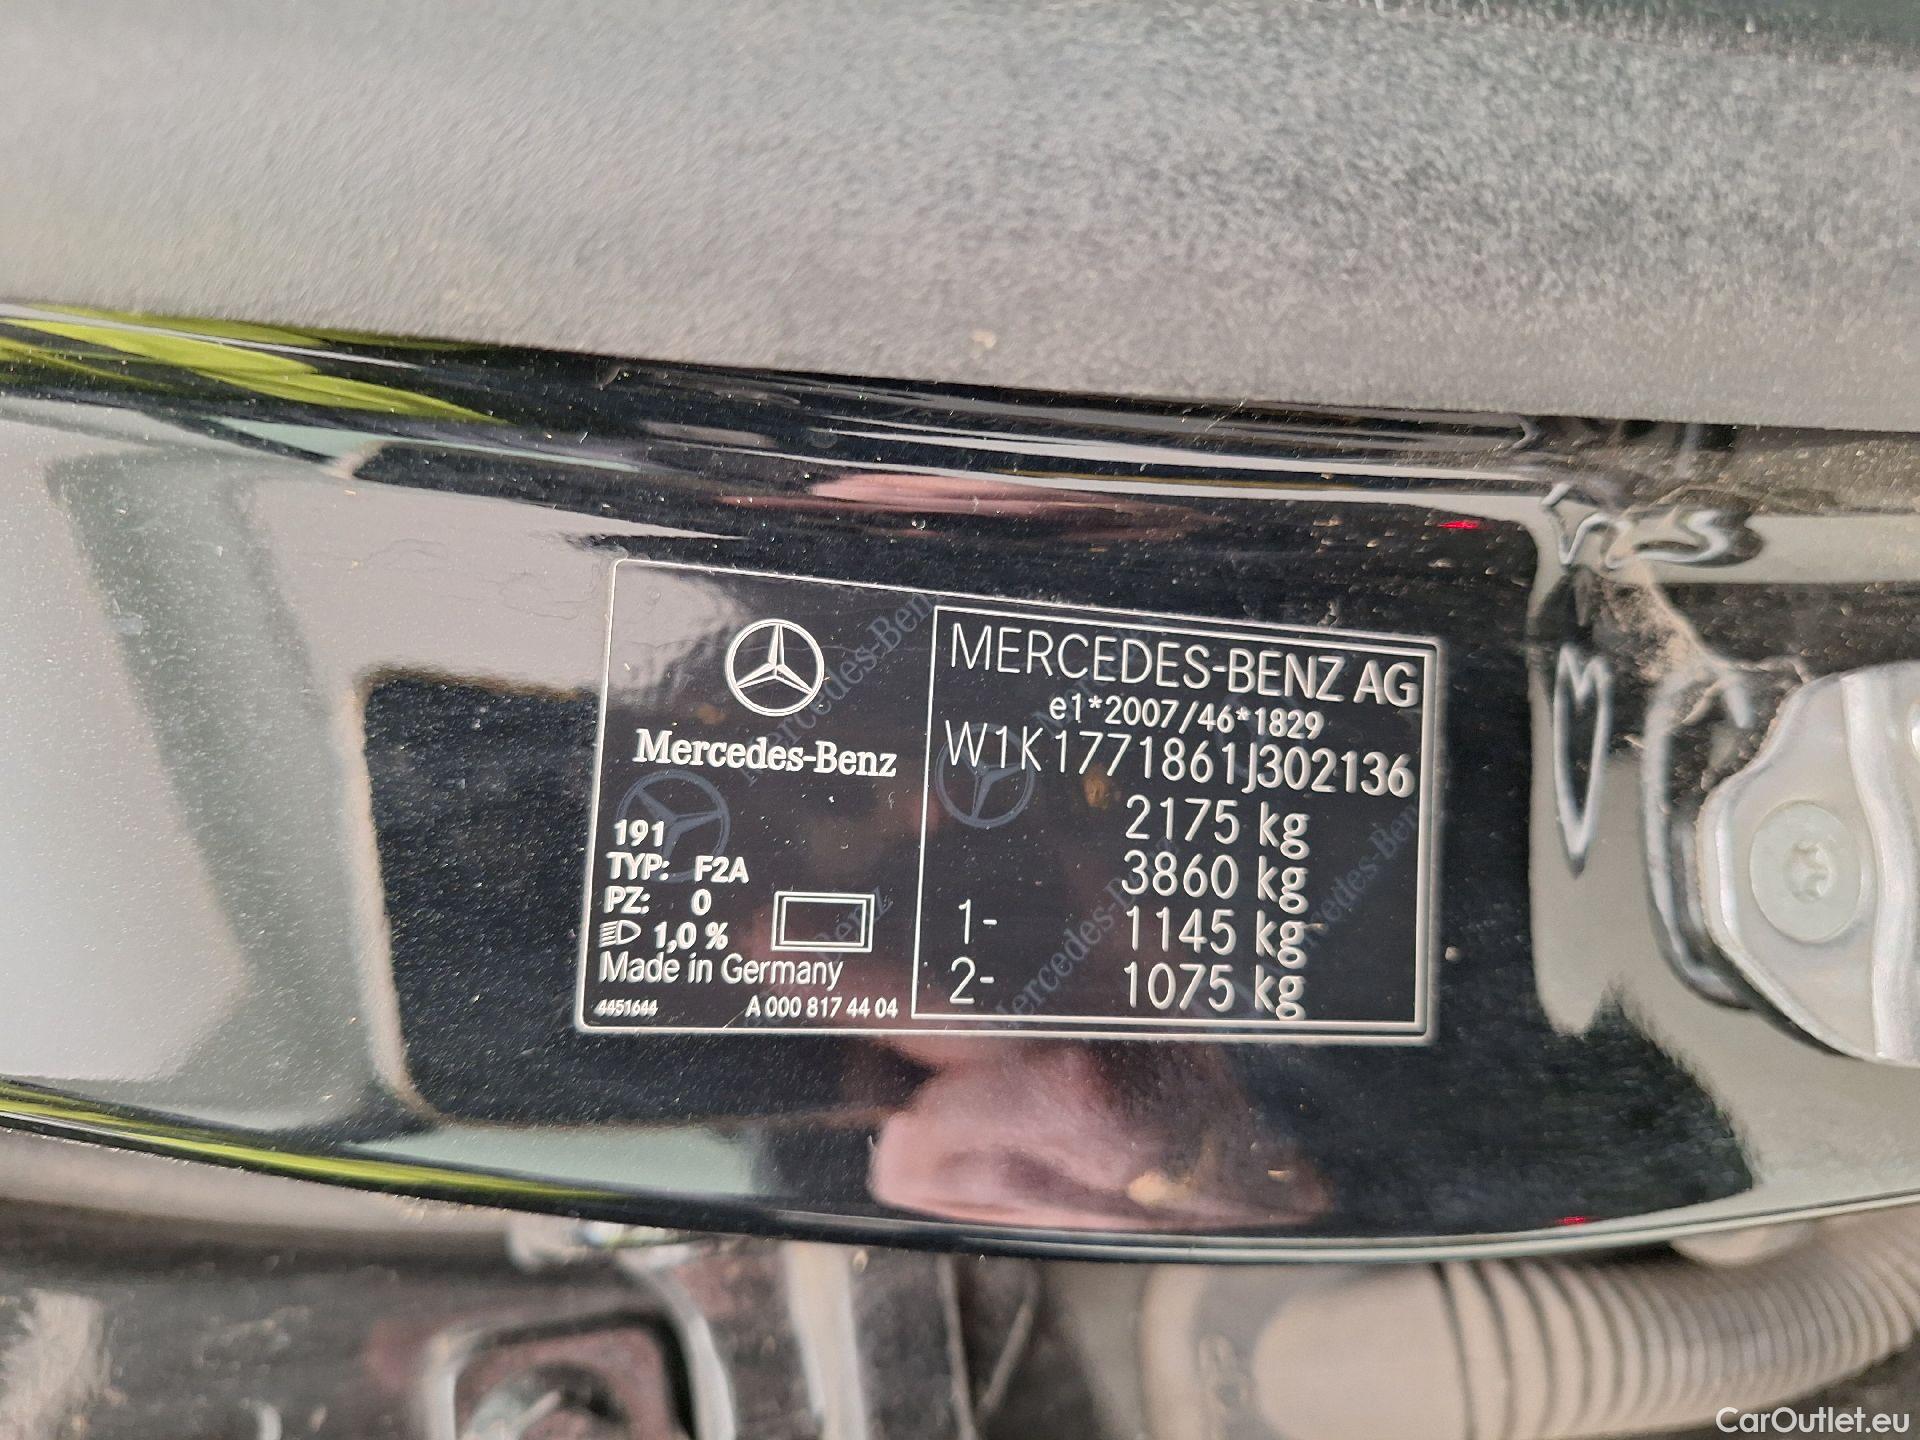 Mercedes-Benz
191
TYP: F2A
PZ: 0
1,0 %
Made in Germany
4451644 A 000 817 44 04
MERCEDES-BENZ AG
e1*2007/46*1829
W1K1771861J302136
2175 kg
3860 kg
1- 1145 kg
2- 1075 kg
CarOutlet.eu